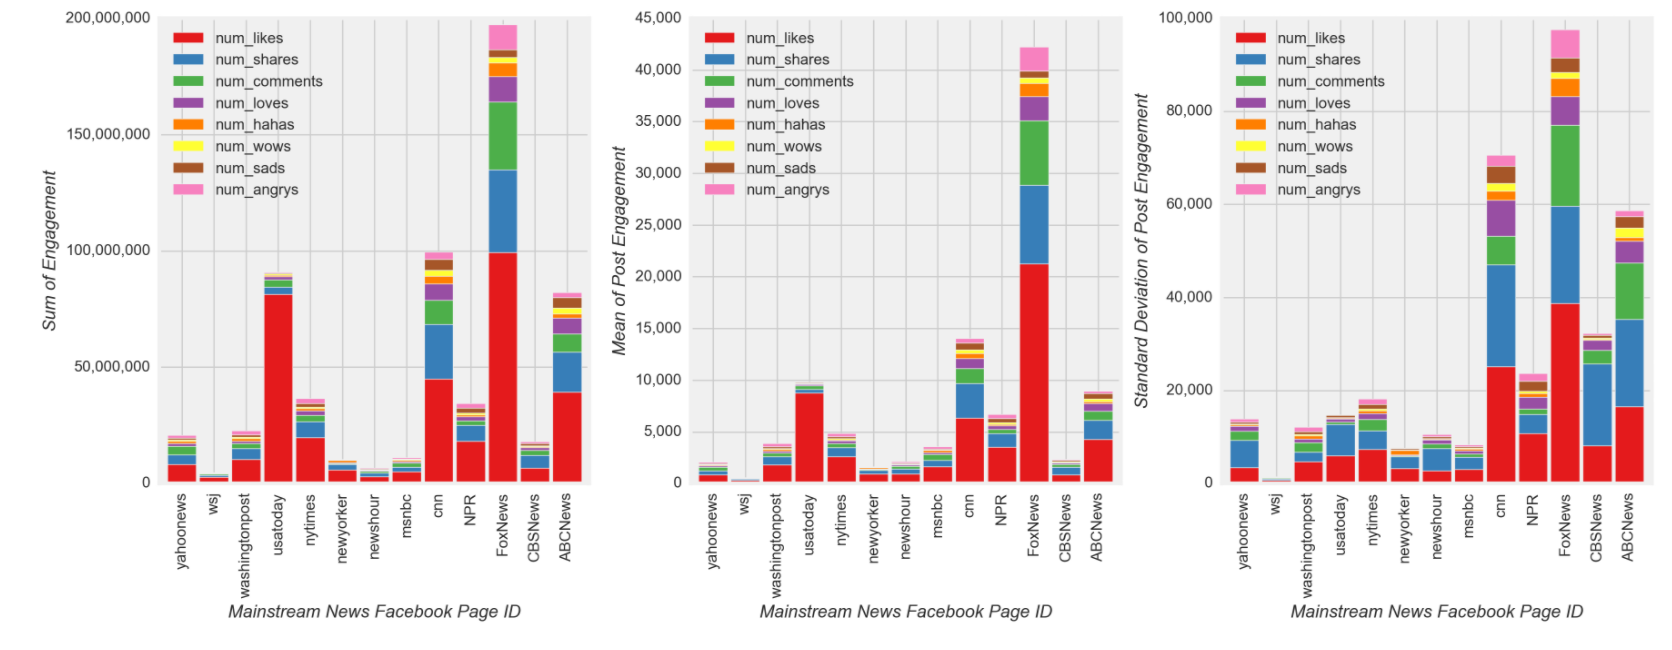 200,000,000
150,000,000
100,000,000
50,000,000
0
Sum of Engagement
num_likes
num_shares
num_comments
num_loves
num_hahas
num_wows
num_sads
num_angrys
yahoonews
wsj
washingtonpost
usatoday
nytimes
newyorker
newshour
msnbc
cnn
NPR
FoxNews
CBSNews
ABCNews
Mainstream News Facebook Page ID
45,000
40,000
35,000
30,000
25,000
20,000
15,000
10,000
5,000
0
Mean of Post Engagement
num_likes
num_shares
num_comments
num_loves
num_hahas
num_wows
num_sads
num_angrys
yahoonews
wsj
washingtonpost
usatoday
nytimes
newyorker
newshour
msnbc
cnn
NPR
FoxNews
CBSNews
ABCNews
Mainstream News Facebook Page ID
100,000
80,000
60,000
40,000
20,000
0
Standard Deviation of Post Engagement
num_likes
num_shares
num_comments
num_loves
num_hahas
num_wows
num_sads
num_angrys
yahoonews
wsj
washingtonpost
usatoday
nytimes
newyorker
newshour
msnbc
cnn
NPR
FoxNews
CBSNews
ABCNews
Mainstream News Facebook Page ID